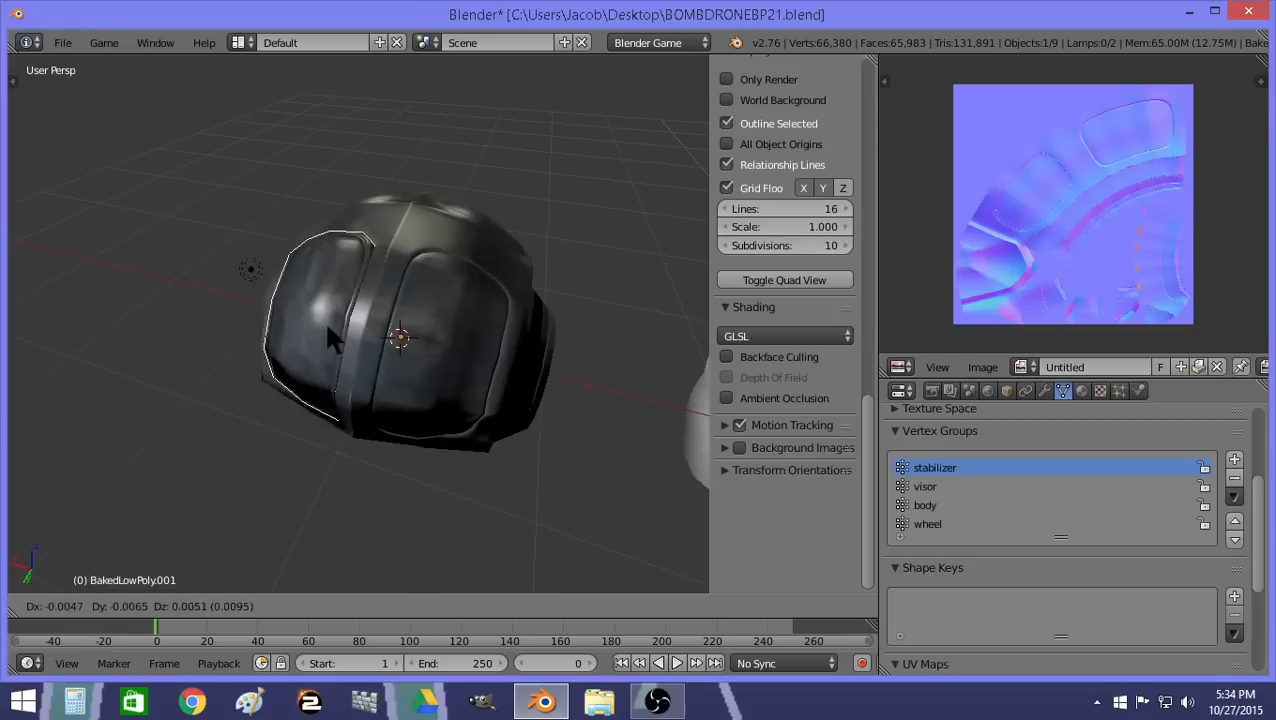 Blender* [C:\Users\Jacob\Desktop\BOMBDRONEBP21.blend]
File Game Window Help Default Scene Blender Game v2.76 | Verts:66,380 | Faces:65,983 | Tris:131,891 | Objects:1/9 | Lamps:0/2 | Mem:65.00M (12.75M) | Bake
User Persp
Only Render
World Background
Outline Selected
All Object Origins
Relationship Lines
Grid Floo X Y Z
Lines: 16
Scale: 1.000
Subdivisions: 10
Toggle Quad View
Shading
GLSL
Backface Culling
Depth Of Field
Ambient Occlusion
Motion Tracking
Background Images
Transform Orientations
View Image Untitled F
Texture Space
Vertex Groups
stabilizer
visor
body
wheel
Shape Keys
UV Maps
(0) BakedLowPoly.001
Dx: -0.0047 Dy: -0.0065 Dz: 0.0051 (0.0095)
-40 -20 0 20 40 60 80 100 120 140 160 180 200 220 240 260
View Marker Frame Playback Start: 1 End: 250 0 No Sync
5:34 PM
10/27/2015